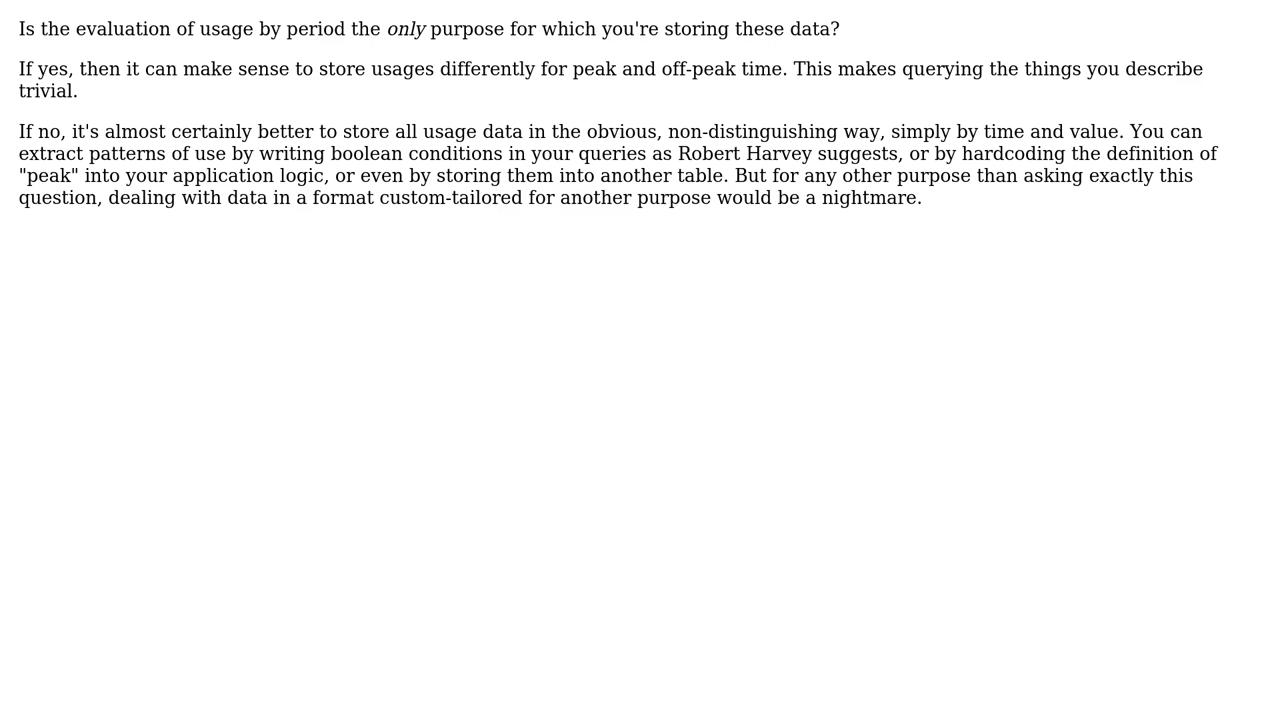 Is the evaluation of usage by period the only purpose for which you're storing these data?
If yes, then it can make sense to store usages differently for peak and off-peak time. This makes querying the things you describe
trivial.
If no, it's almost certainly better to store all usage data in the obvious, non-distinguishing way, simply by time and value. You can
extract patterns of use by writing boolean conditions in your queries as Robert Harvey suggests, or by hardcoding the definition of
"peak" into your application logic, or even by storing them into another table. But for any other purpose than asking exactly this
question, dealing with data in a format custom-tailored for another purpose would be a nightmare.